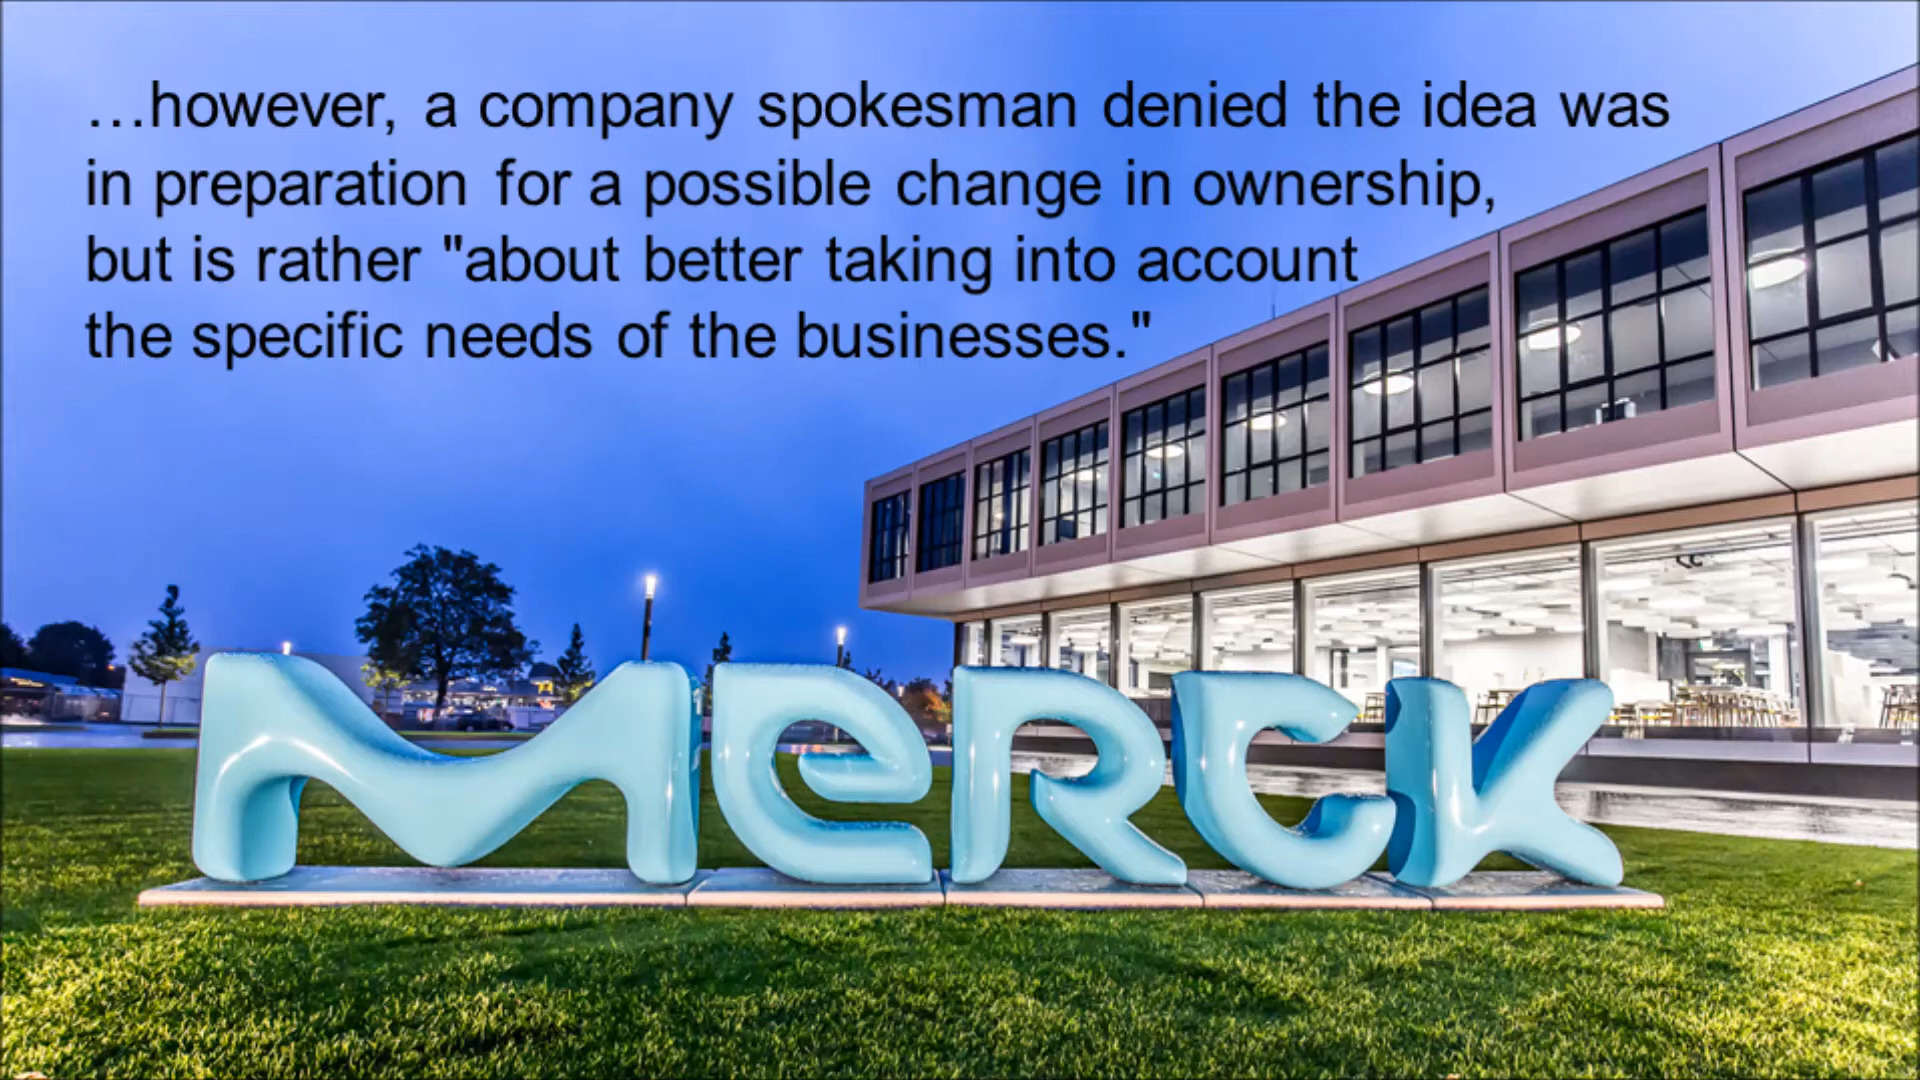 …however, a company spokesman denied the idea was
in preparation for a possible change in ownership,
but is rather "about better taking into account
the specific needs of the businesses."
MERCK